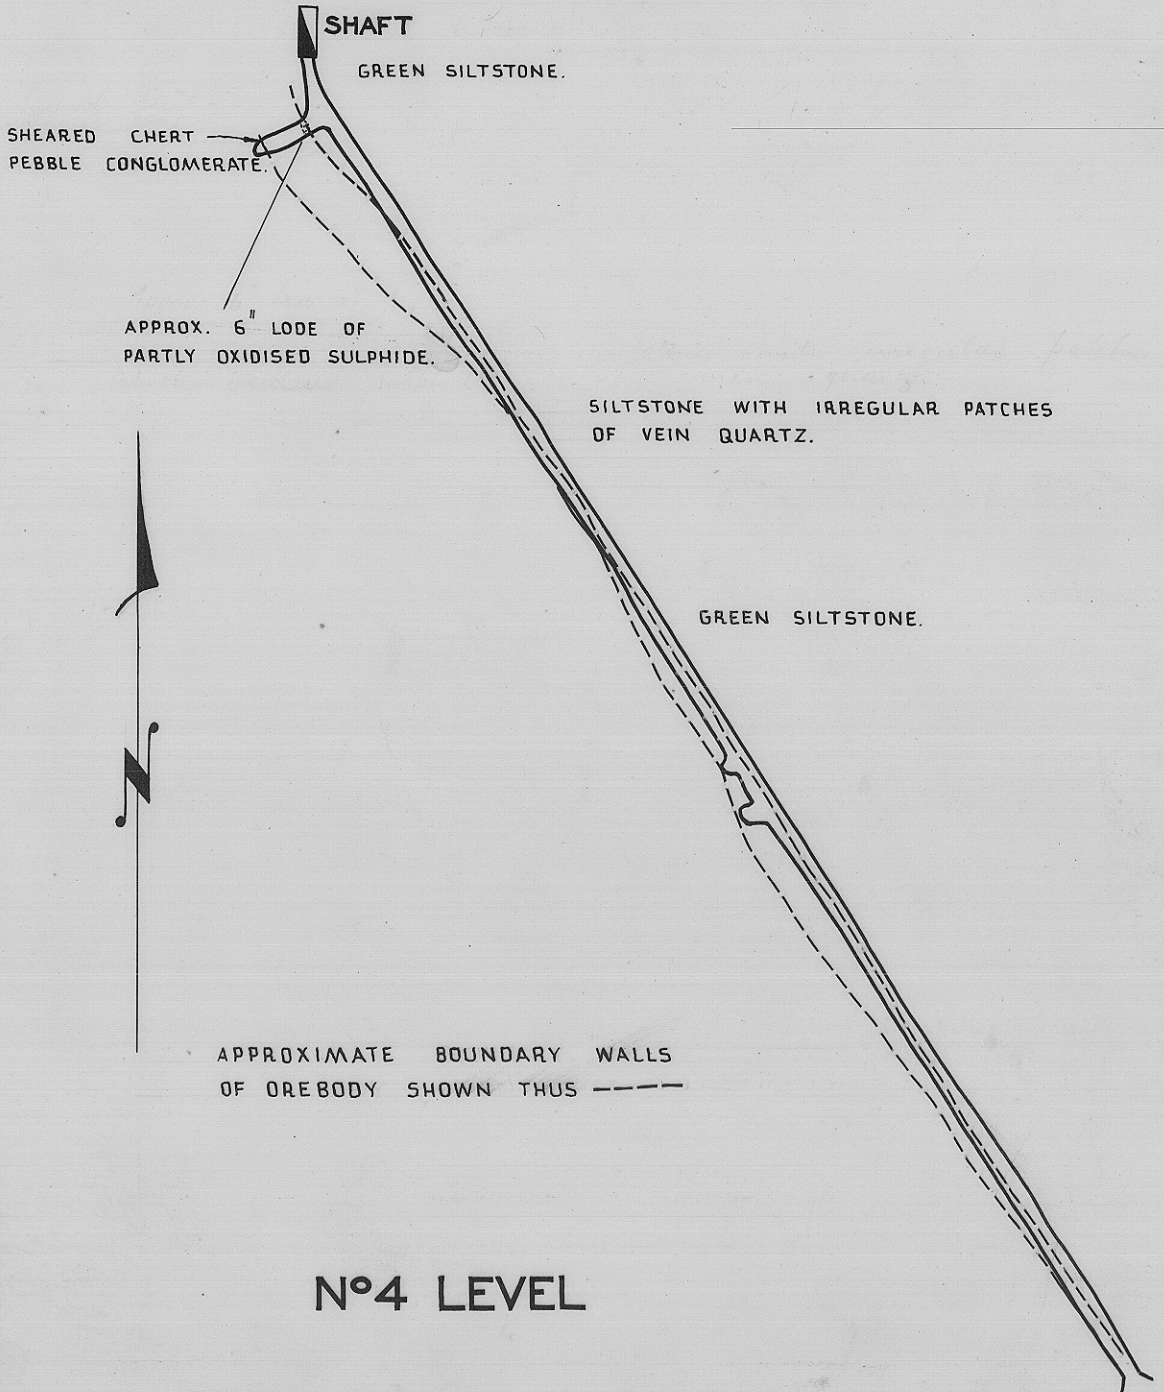 SHAFT
GREEN SILTSTONE.
SHEARED CHERT
PEBBLE CONGLOMERATE.
APPROX. 6" LODE OF
PARTLY OXIDISED SULPHIDE.
SILTSTONE WITH IRREGULAR PATCHES
OF VEIN QUARTZ.
GREEN SILTSTONE.
N
APPROXIMATE BOUNDARY WALLS
OF OREBODY SHOWN THUS
Nº4 LEVEL